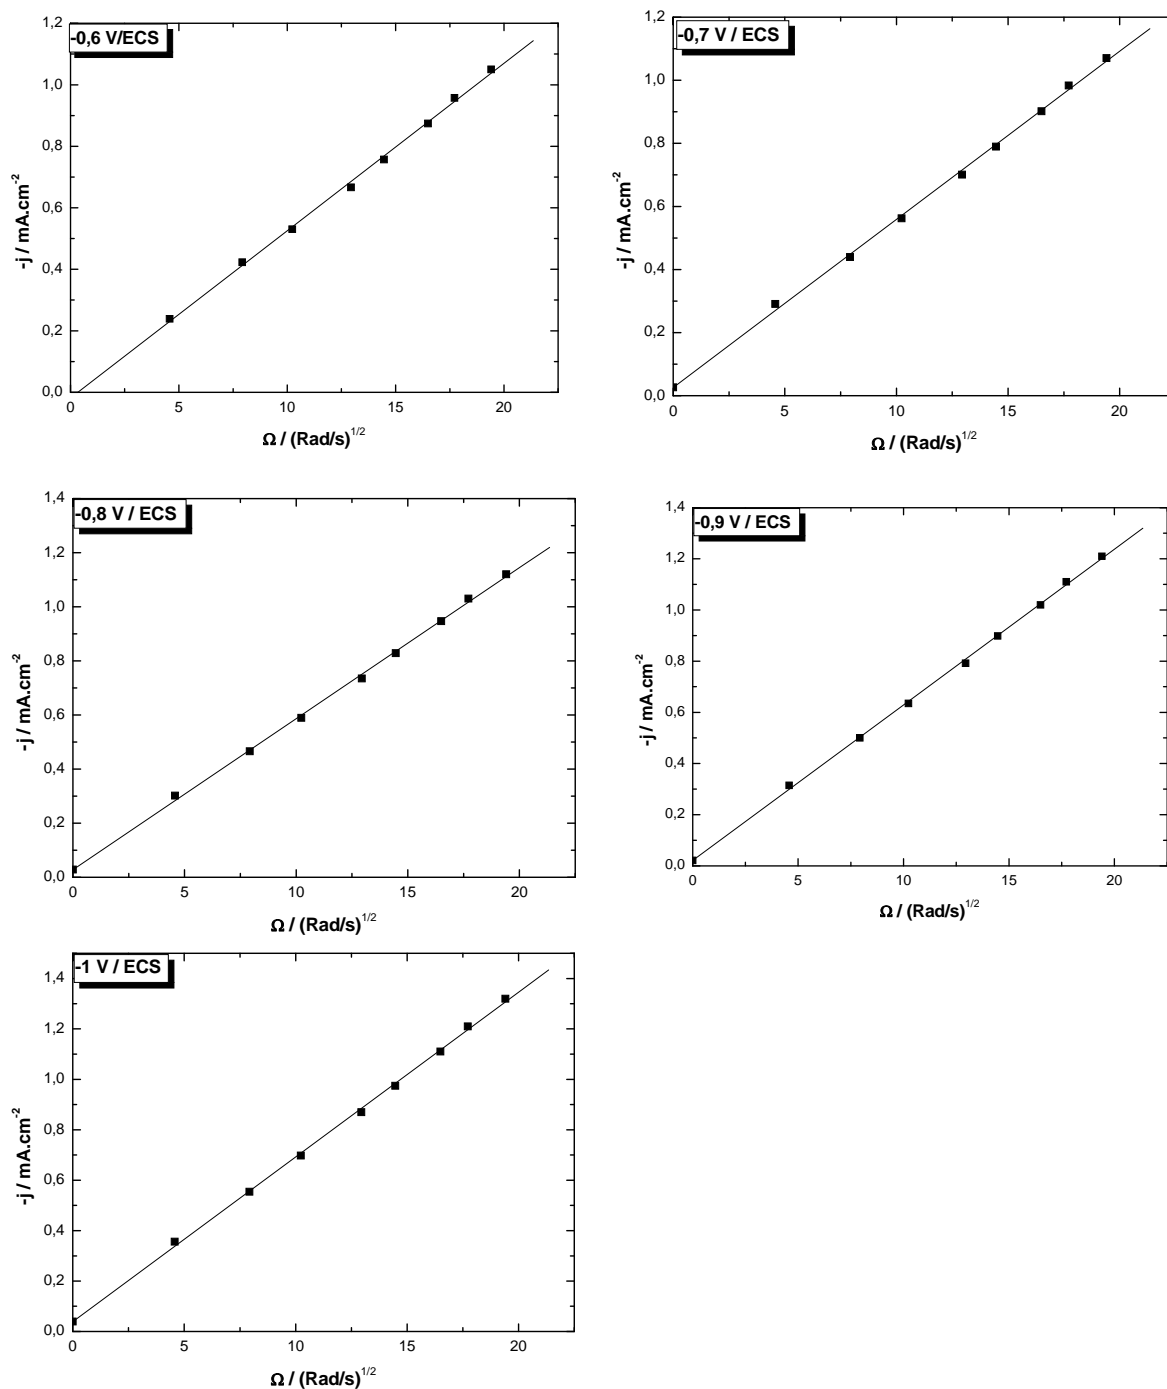 -0,6 V/ECS
1,2
1,0
0,8
0,6
0,4
0,2
0,0
-j / mA.cm-2
0 5 10 15 20
Ω / (Rad/s)1/2
-0,7 V / ECS
1,2
1,0
0,8
0,6
0,4
0,2
0,0
-j / mA.cm-2
0 5 10 15 20
Ω / (Rad/s)1/2
-0,8 V / ECS
1,4
1,2
1,0
0,8
0,6
0,4
0,2
0,0
-j / mA.cm-2
0 5 10 15 20
Ω / (Rad/s)1/2
-0,9 V / ECS
1,4
1,2
1,0
0,8
0,6
0,4
0,2
0,0
-j / mA.cm-2
0 5 10 15 20
Ω / (Rad/s)1/2
-1 V / ECS
1,4
1,2
1,0
0,8
0,6
0,4
0,2
0,0
-j / mA.cm-2
0 5 10 15 20
Ω / (Rad/s)1/2